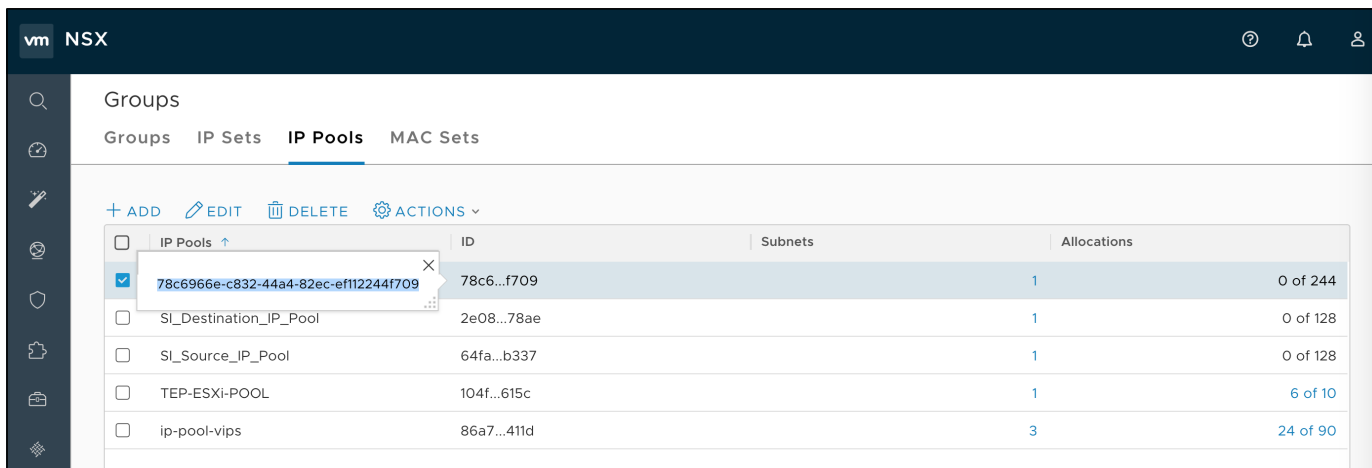 vm NSX
Groups
Groups IP Sets IP Pools MAC Sets
ADD EDIT DELETE ACTIONS
IP Pools ID Subnets Allocations
78c6966e-c832-44a4-82ec-ef112244f709
78c6...f709 1 0 of 244
SI_Destination_IP_Pool 2e08...78ae 1 0 of 128
SI_Source_IP_Pool 64fa...b337 1 0 of 128
TEP-ESXi-POOL 104f...615c 1 6 of 10
ip-pool-vips 86a7...411d 3 24 of 90